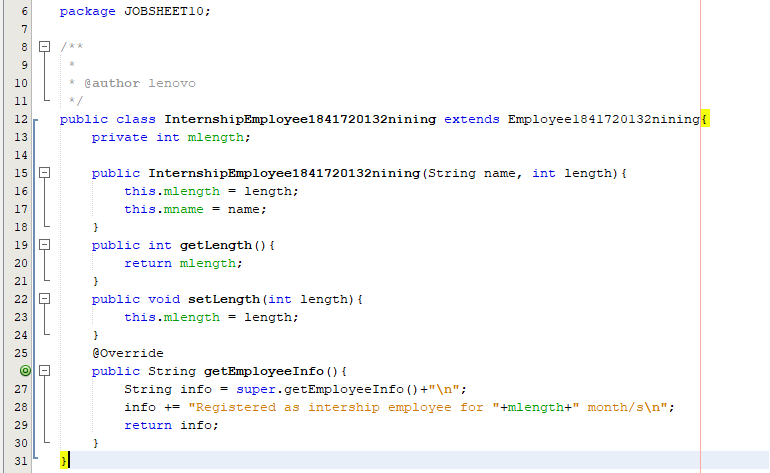 6 package JOBSHEET10;
7
8 /**
9 *
10 * @author lenovo
11 */
12 public class InternshipEmployee1841720132nining extends Employee1841720132nining{
13 private int mlength;
14
15 public InternshipEmployee1841720132nining(String name, int length){
16 this.mlength = length;
17 this.mname = name;
18 }
19 public int getLength(){
20 return mlength;
21 }
22 public void setLength(int length){
23 this.mlength = length;
24 }
25 @Override
public String getEmployeeInfo(){
27 String info = super.getEmployeeInfo()+"\n";
28 info += "Registered as intership employee for "+mlength+" month/s\n";
29 return info;
30 }
31 }